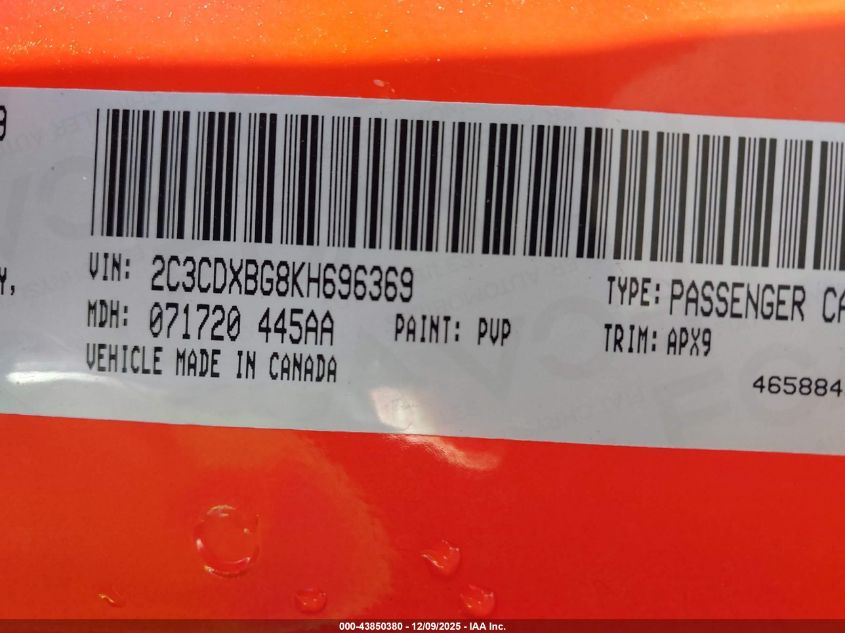 9
Y,
VIN: 2C3CDXBG8KH696369 TYPE: PASSENGER CA
MDH: 071720 445AA PAINT: PVP TRIM: APX9
VEHICLE MADE IN CANADA
465884
000-43850380 - 12/09/2025 - IAA Inc.